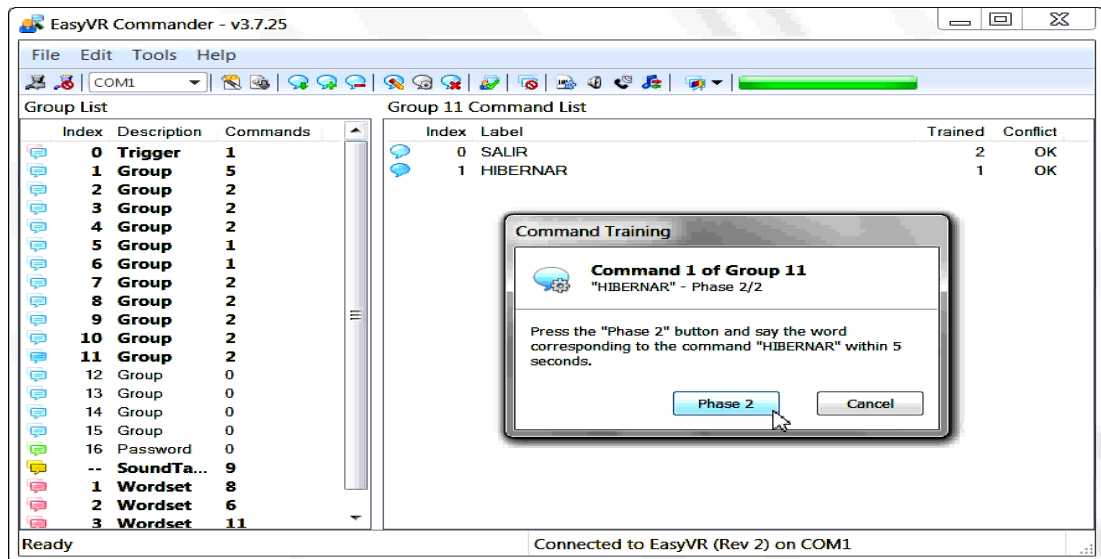 EasyVR Commander - v3.7.25
File Edit Tools Help
COM1
Group List
Index Description Commands
0 Trigger 1
1 Group 5
2 Group 2
3 Group 2
4 Group 2
5 Group 1
6 Group 1
7 Group 2
8 Group 2
9 Group 2
10 Group 2
11 Group 2
12 Group 0
13 Group 0
14 Group 0
15 Group 0
16 Password 0
-- SoundTa... 9
1 Wordset 8
2 Wordset 6
3 Wordset 11
Group 11 Command List
Index Label Trained Conflict
0 SALIR 2 OK
1 HIBERNAR 1 OK
Command Training
Command 1 of Group 11
"HIBERNAR" - Phase 2/2
Press the "Phase 2" button and say the word
corresponding to the command "HIBERNAR" within 5
seconds.
Phase 2 Cancel
Ready Connected to EasyVR (Rev 2) on COM1